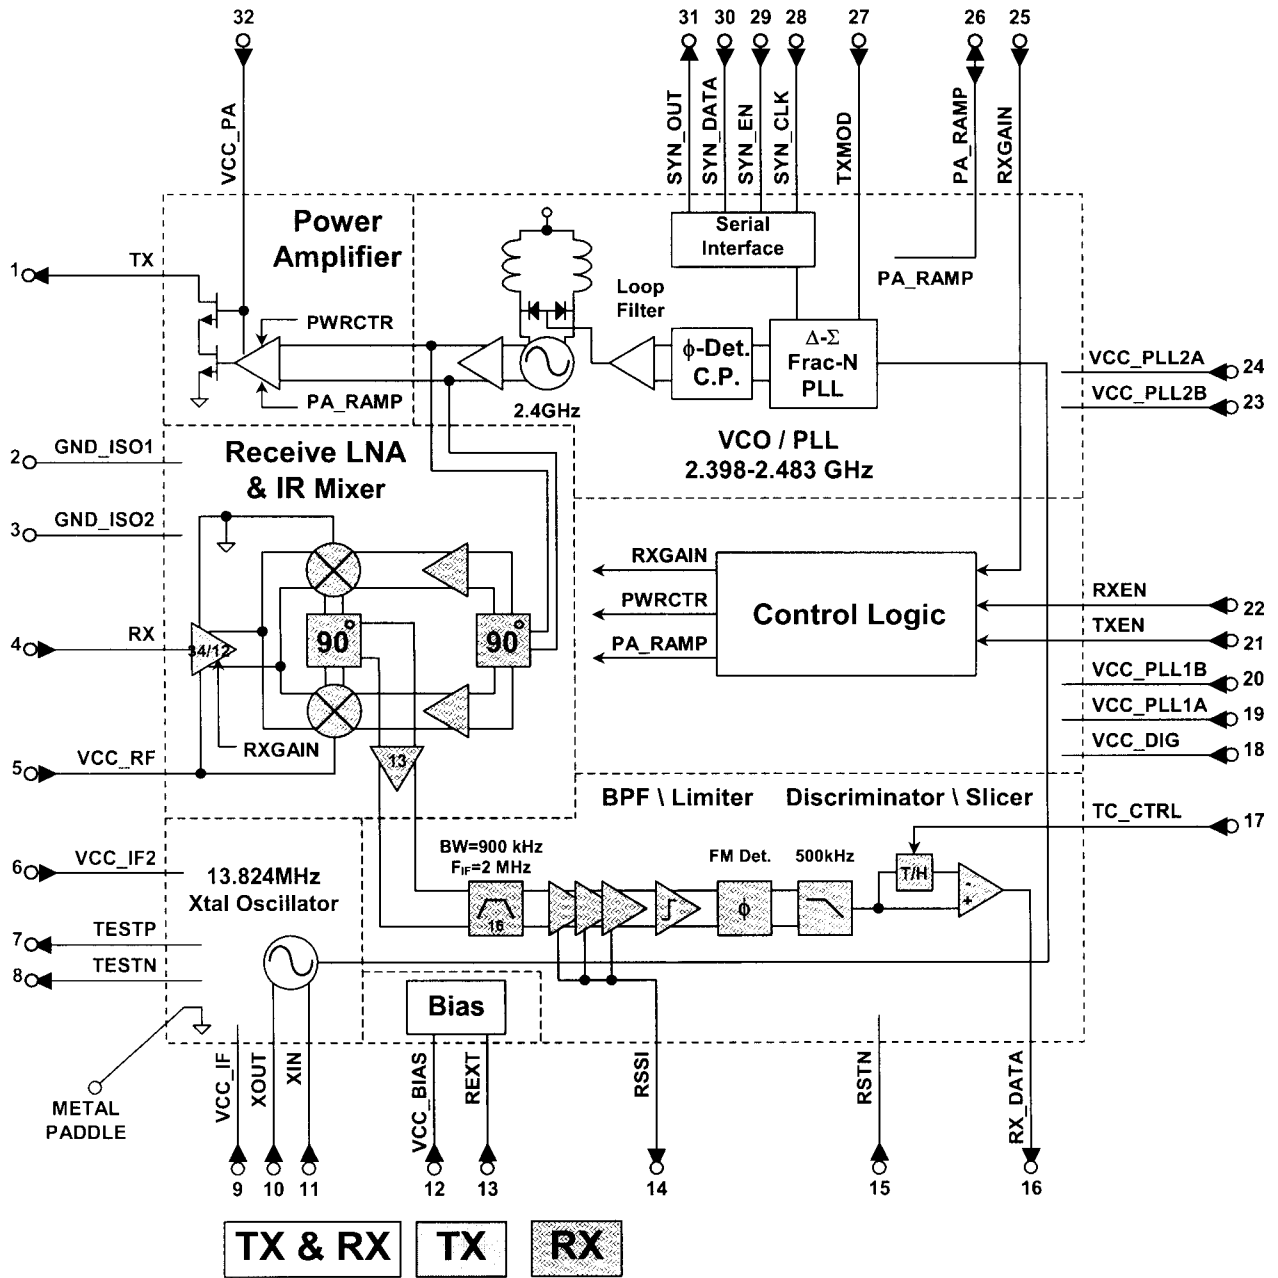 32
31
30
29
28
27
26
25
VCC_PA
SYN_OUT
SYN_DATA
SYN_EN
SYN_CLK
TXMOD
PA_RAMP
RXGAIN
Power
Amplifier
Serial
Interface
1
TX
PWRCTR
PA_RAMP
Loop
Filter
2.4GHz
ϕ-Det.
C.P.
Δ-Σ
Frac-N
PLL
PA_RAMP
VCC_PLL2A
24
VCC_PLL2B
23
VCO / PLL
2.398-2.483 GHz
2
GND_ISO1
Receive LNA
& IR Mixer
3
GND_ISO2
4
RX
34/12
90°
90°
RXGAIN
13
5
VCC_RF
RXGAIN
PWRCTR
PA_RAMP
Control Logic
RXEN
22
TXEN
21
VCC_PLL1B
20
VCC_PLL1A
19
VCC_DIG
18
BPF \ Limiter
Discriminator \ Slicer
TC_CTRL
17
6
VCC_IF2
13.824MHz
Xtal Oscillator
BW=900 kHz
FIF=2 MHz
16
FM Det.
ϕ
500kHz
T/H
-
+
7
TESTP
8
TESTN
Bias
METAL
PADDLE
VCC_IF
XOUT
XIN
VCC_BIAS
REXT
RSSI
RSTN
RX_DATA
9
10
11
12
13
14
15
16
TX & RX
TX
RX